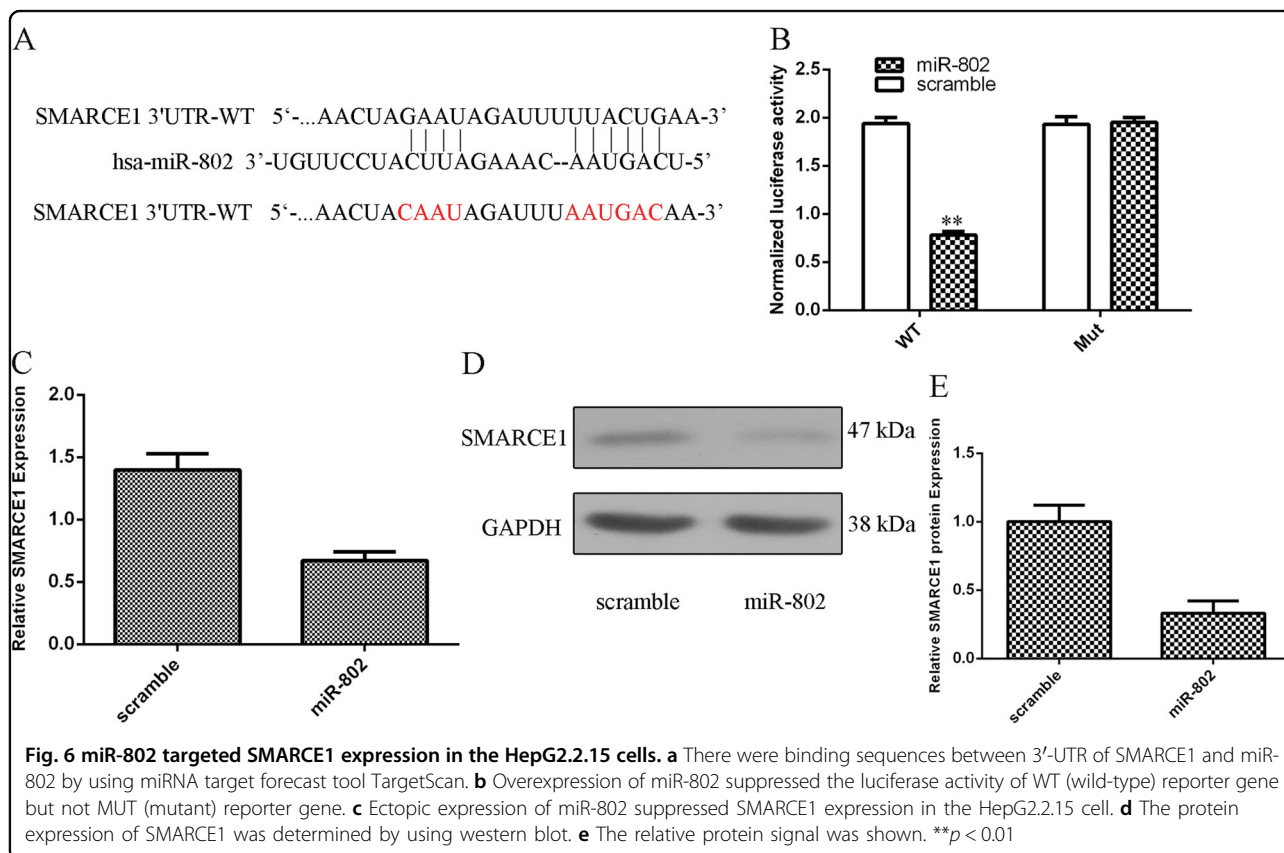 A
SMARCE1 3'UTR-WT 5'-...AACUAGAAUAGAUUUUUACUGAA-3'
hsa-miR-802 3'-UGUUCCUACUUAGAAAC--AAUGACU-5'
SMARCE1 3'UTR-WT 5'-...AACUACAAUAGAUUUAAUGACAA-3'
B
miR-802
scramble
Normalized luciferase activity
2.5
2.0
1.5
1.0
0.5
0.0
**
WT
Mut
C
Relative SMARCE1 Expression
2.0
1.5
1.0
0.5
0.0
scramble
miR-802
D
SMARCE1
47 kDa
GAPDH
38 kDa
scramble
miR-802
E
Relative SMARCE1 protein Expression
1.5
1.0
0.5
0.0
scramble
miR-802
Fig. 6 miR-802 targeted SMARCE1 expression in the HepG2.2.15 cells. a There were binding sequences between 3′-UTR of SMARCE1 and miR-
802 by using miRNA target forecast tool TargetScan. b Overexpression of miR-802 suppressed the luciferase activity of WT (wild-type) reporter gene
but not MUT (mutant) reporter gene. c Ectopic expression of miR-802 suppressed SMARCE1 expression in the HepG2.2.15 cell. d The protein
expression of SMARCE1 was determined by using western blot. e The relative protein signal was shown. **p < 0.01